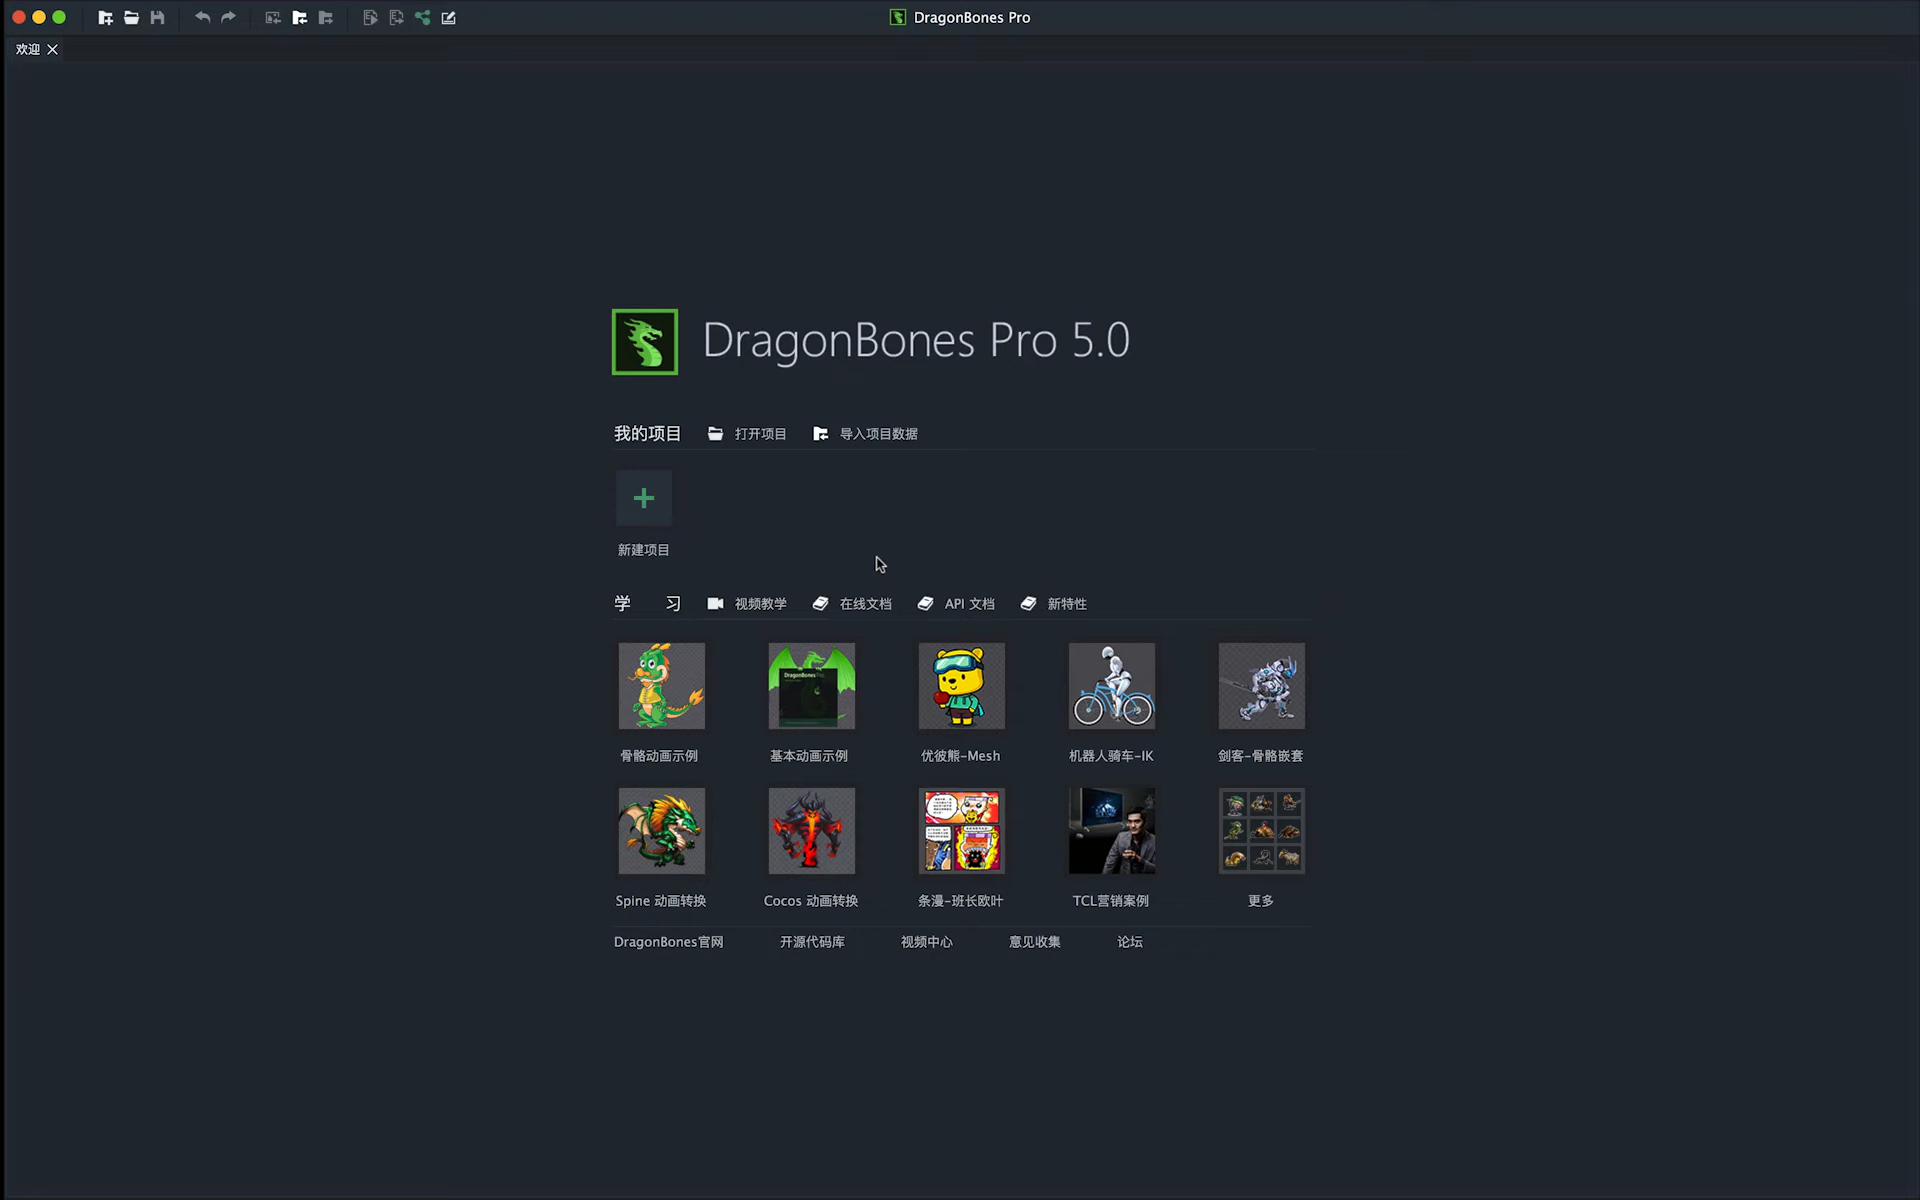 DragonBones Pro
欢迎
DragonBones Pro 5.0
我的项目 打开项目 导入项目数据
新建项目
学 习 视频教学 在线文档 API 文档 新特性
骨骼动画示例 基本动画示例 优彼熊-Mesh 机器人骑车-IK 剑客-骨骼嵌套
Spine 动画转换 Cocos 动画转换 条漫-班长欧叶 TCL营销案例 更多
DragonBones官网 开源代码库 视频中心 意见收集 论坛